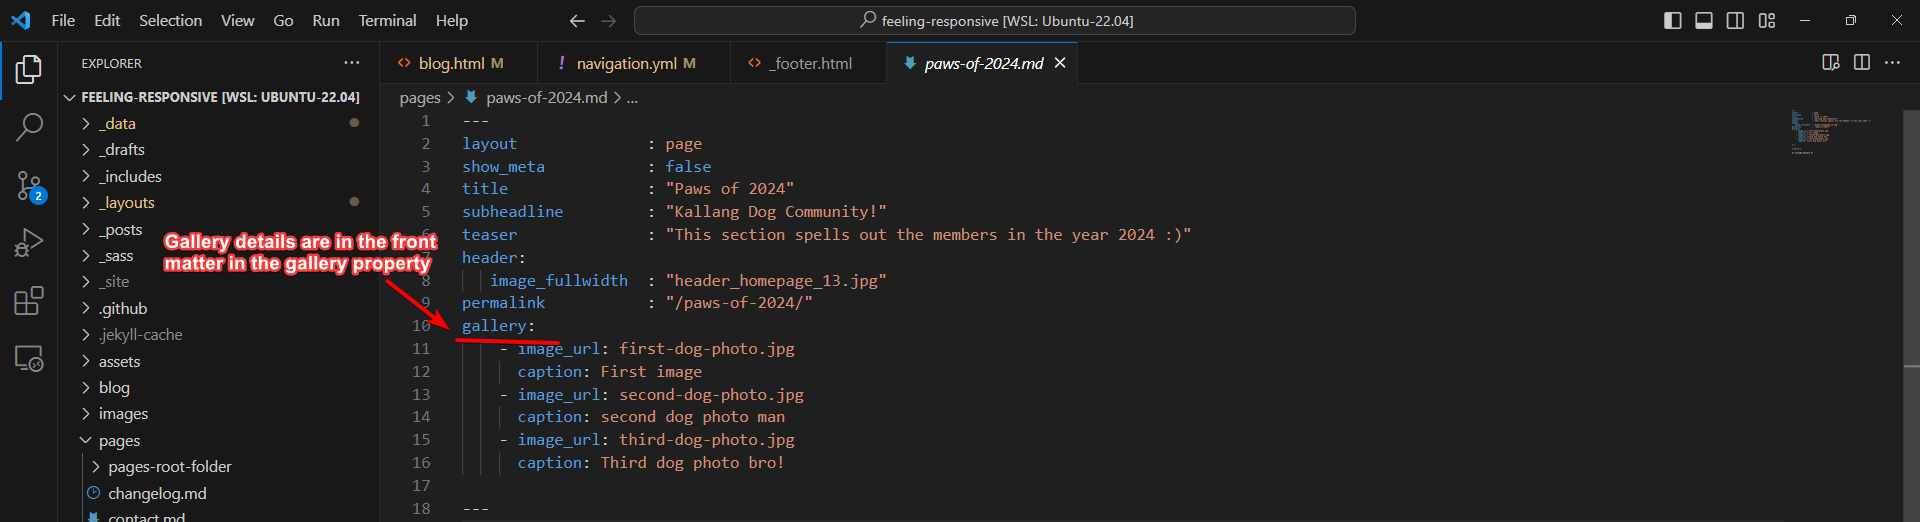 File Edit Selection View Go Run Terminal Help
feeling-responsive [WSL: Ubuntu-22.04]
EXPLORER
FEELING-RESPONSIVE [WSL: UBUNTU-22.04]
_data
_drafts
_includes
_layouts
_posts
_sass
_site
.github
.jekyll-cache
assets
blog
images
pages
pages-root-folder
changelog.md
contact.md
2
Gallery details are in the front
matter in the gallery property
blog.html M
navigation.yml M
_footer.html
paws-of-2024.md
pages > paws-of-2024.md > ...
1 ---
2 layout : page
3 show_meta : false
4 title : "Paws of 2024"
5 subheadline : "Kallang Dog Community!"
6 teaser : "This section spells out the members in the year 2024 :)"
7 header:
8 image_fullwidth : "header_homepage_13.jpg"
9 permalink : "/paws-of-2024/"
10 gallery:
11 - image_url: first-dog-photo.jpg
12 caption: First image
13 - image_url: second-dog-photo.jpg
14 caption: second dog photo man
15 - image_url: third-dog-photo.jpg
16 caption: Third dog photo bro!
17
18 ---